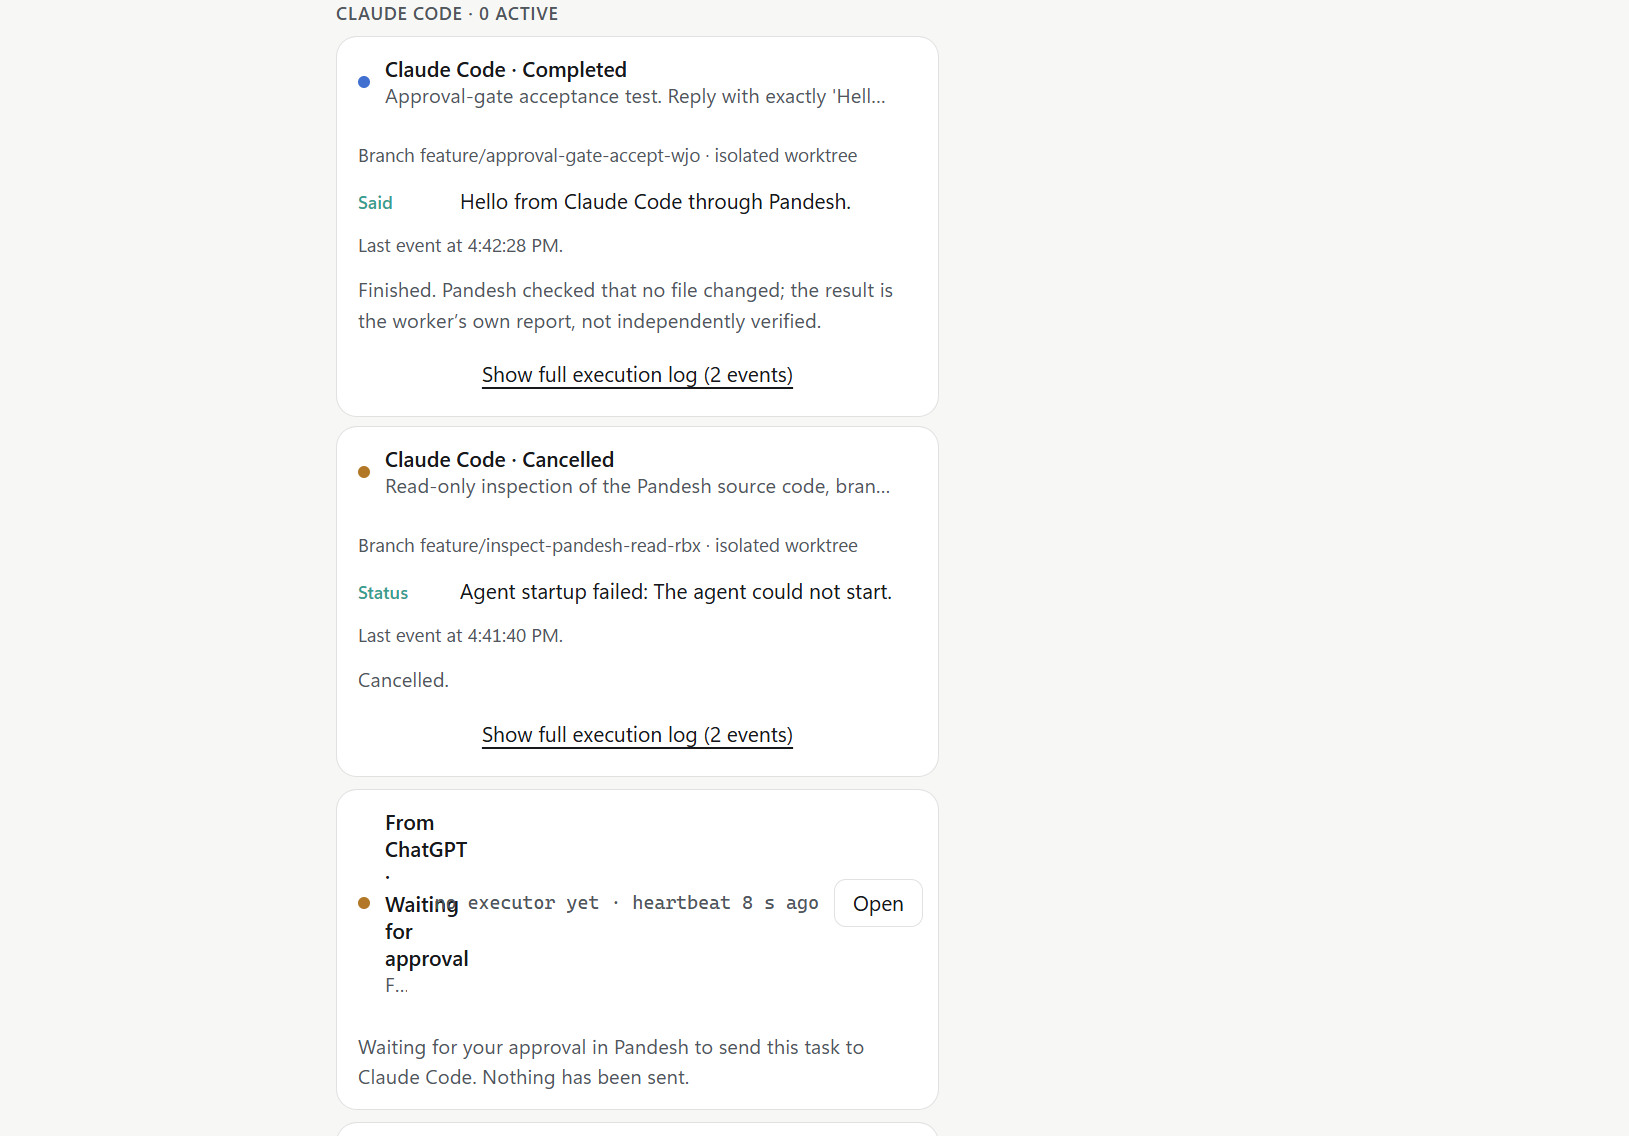 CLAUDE CODE · 0 ACTIVE
Claude Code · Completed
Approval-gate acceptance test. Reply with exactly 'Hell...
Branch feature/approval-gate-accept-wjo · isolated worktree
Said Hello from Claude Code through Pandesh.
Last event at 4:42:28 PM.
Finished. Pandesh checked that no file changed; the result is
the worker’s own report, not independently verified.
Show full execution log (2 events)
Claude Code · Cancelled
Read-only inspection of the Pandesh source code, bran...
Branch feature/inspect-pandesh-read-rbx · isolated worktree
Status Agent startup failed: The agent could not start.
Last event at 4:41:40 PM.
Cancelled.
Show full execution log (2 events)
From
ChatGPT
·
Waiting
for
approval
F...
no executor yet · heartbeat 8 s ago
Open
Waiting for your approval in Pandesh to send this task to
Claude Code. Nothing has been sent.